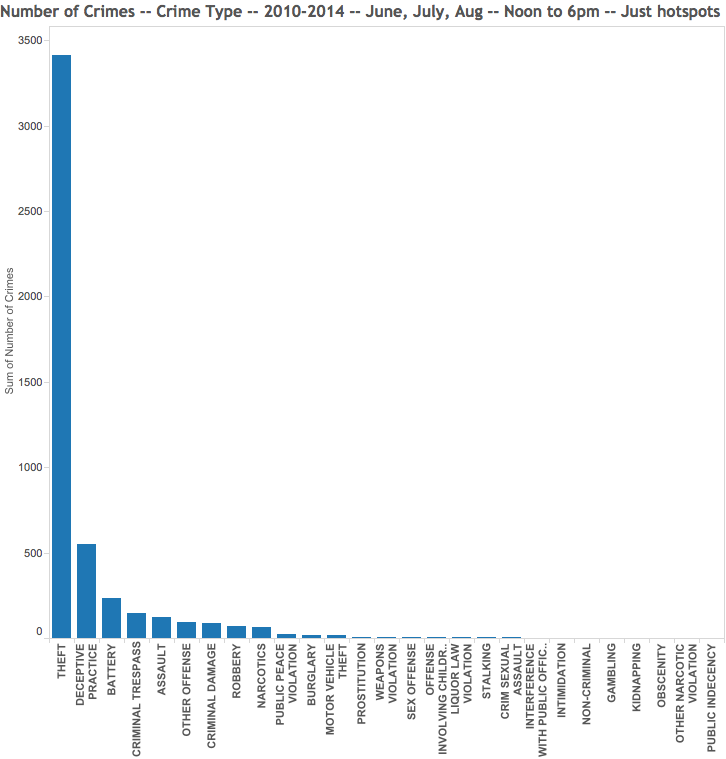 Number of Crimes -- Crime Type -- 2010-2014 -- June, July, Aug -- Noon to 6pm -- Just hotspots
3500
3000
2500
2000
1500
1000
500
0
Sum of Number of Crimes
THEFT
DECEPTIVE
PRACTICE
BATTERY
CRIMINAL TRESPASS
ASSAULT
OTHER OFFENSE
CRIMINAL DAMAGE
ROBBERY
NARCOTICS
PUBLIC PEACE
VIOLATION
BURGLARY
MOTOR VEHICLE
THEFT
PROSTITUTION
WEAPONS
VIOLATION
SEX OFFENSE
OFFENSE
INVOLVING CHILDR..
LIQUOR LAW
VIOLATION
STALKING
CRIM SEXUAL
ASSAULT
INTERFERENCE
WITH PUBLIC OFFIC..
INTIMIDATION
NON-CRIMINAL
GAMBLING
KIDNAPPING
OBSCENITY
OTHER NARCOTIC
VIOLATION
PUBLIC INDECENCY